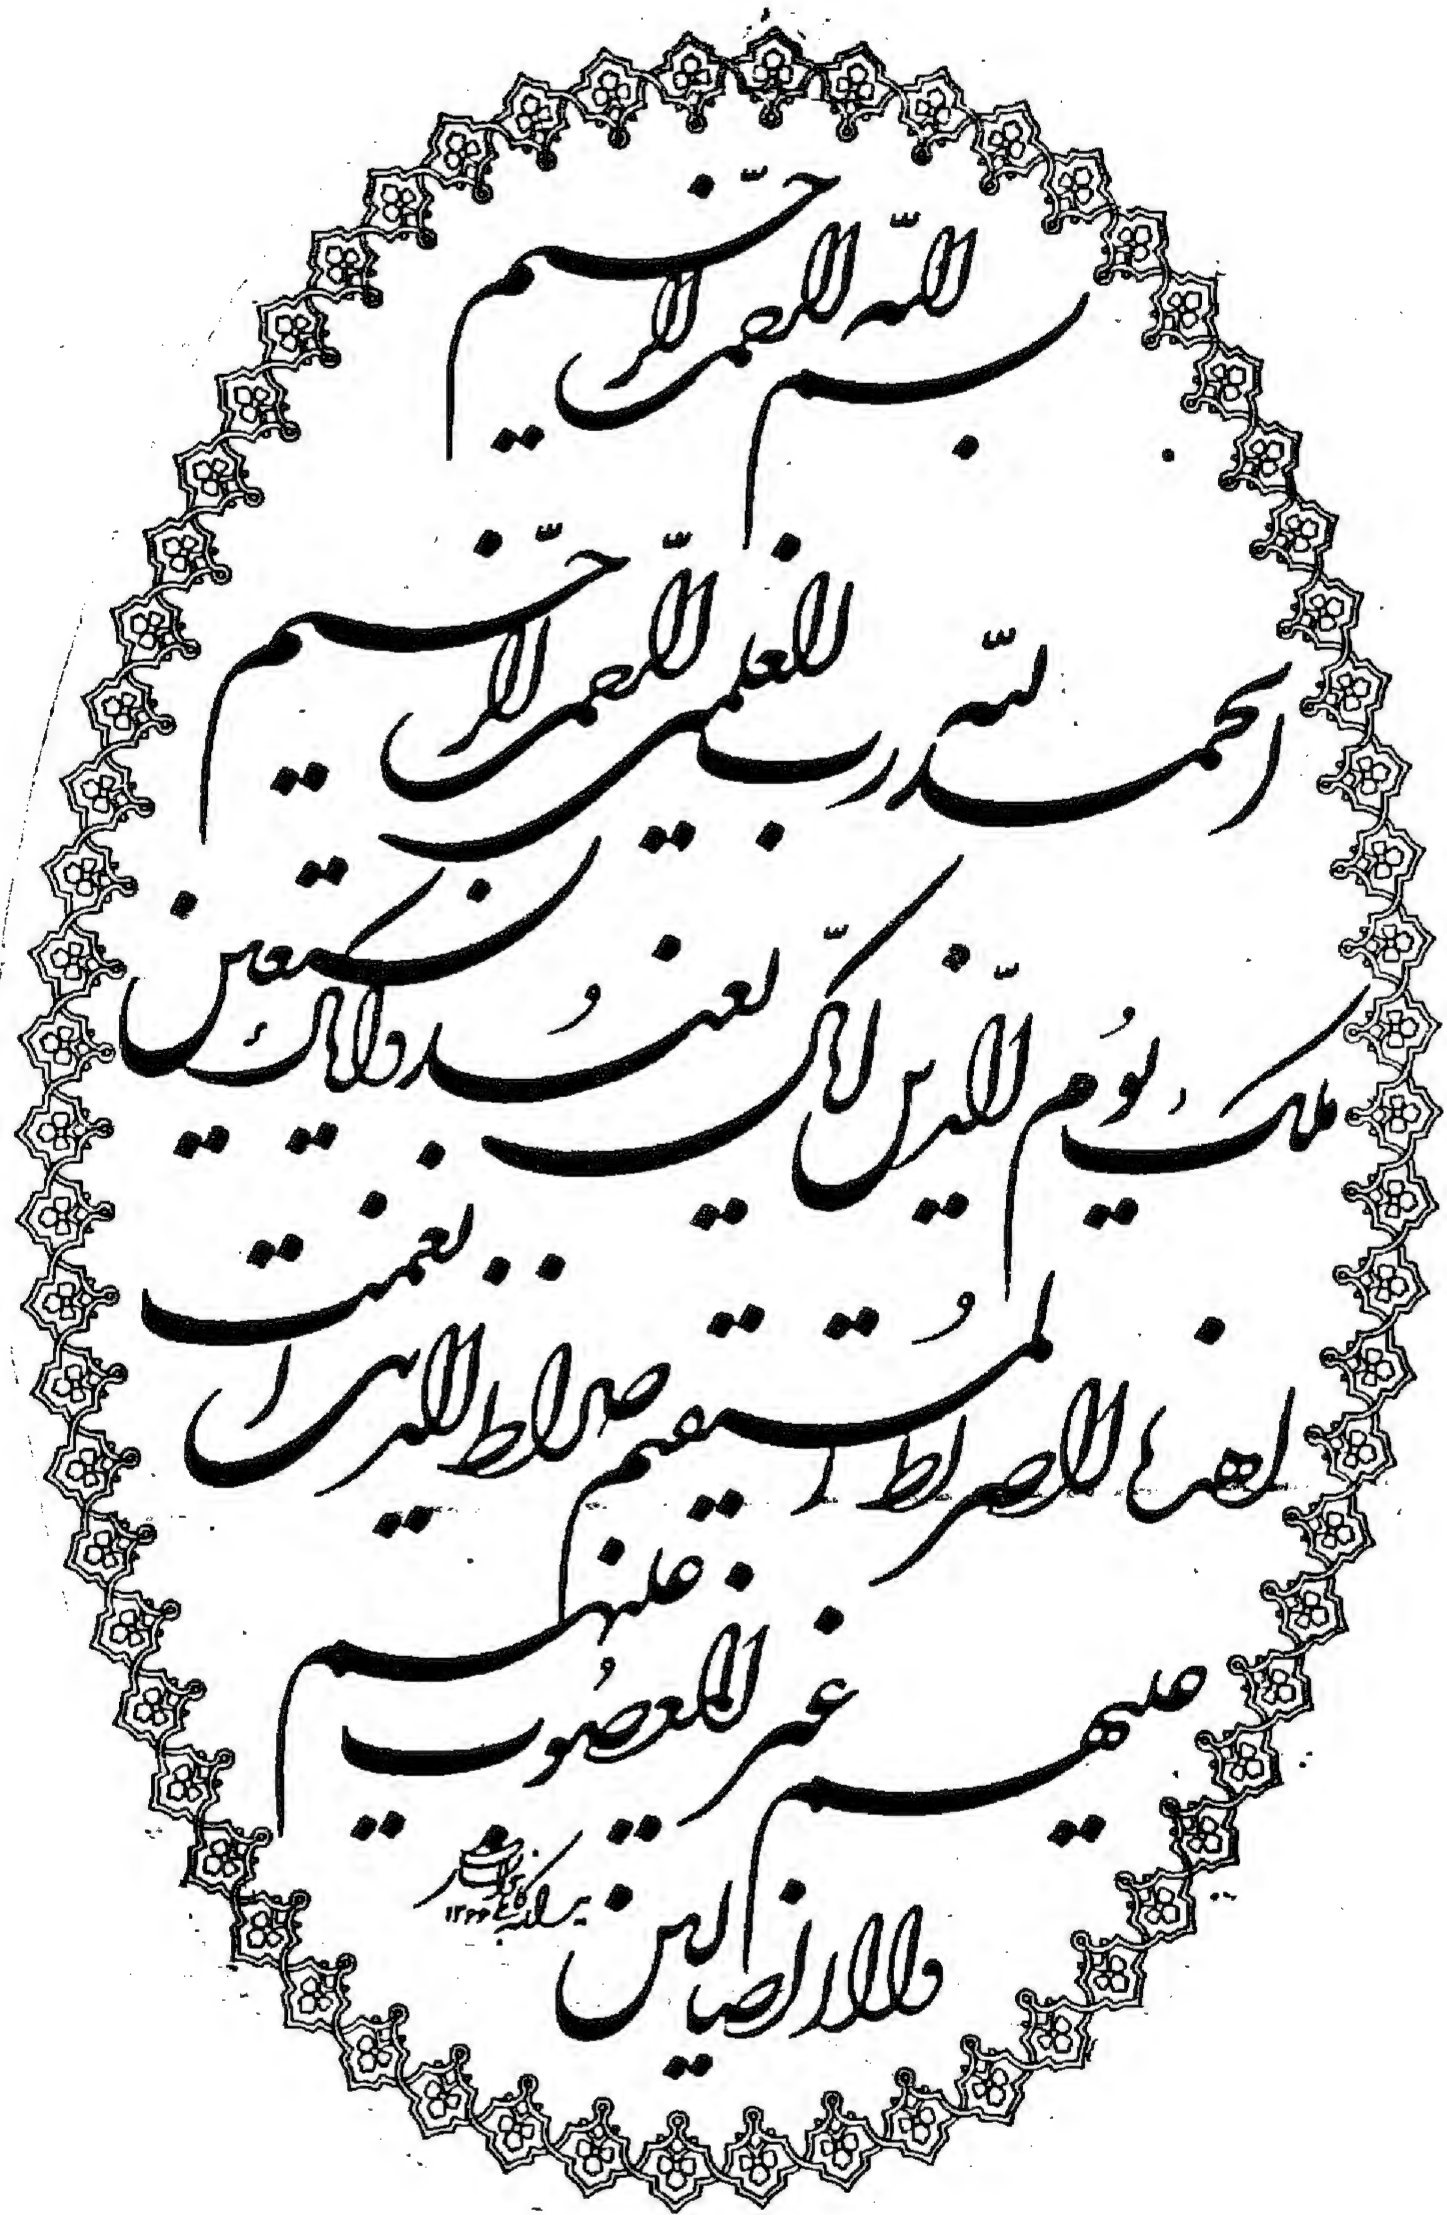 بسم الله الرحمن الرحیم
الحمد لله رب العلمین الرحمن الرحیم
ملک یوم الدین ایاک نعبد و ایاک نستعین
اهدنا الصراط المستقیم صراط الذین انعمت
علیهم غیر المغضوب علیهم
ولا الضالین